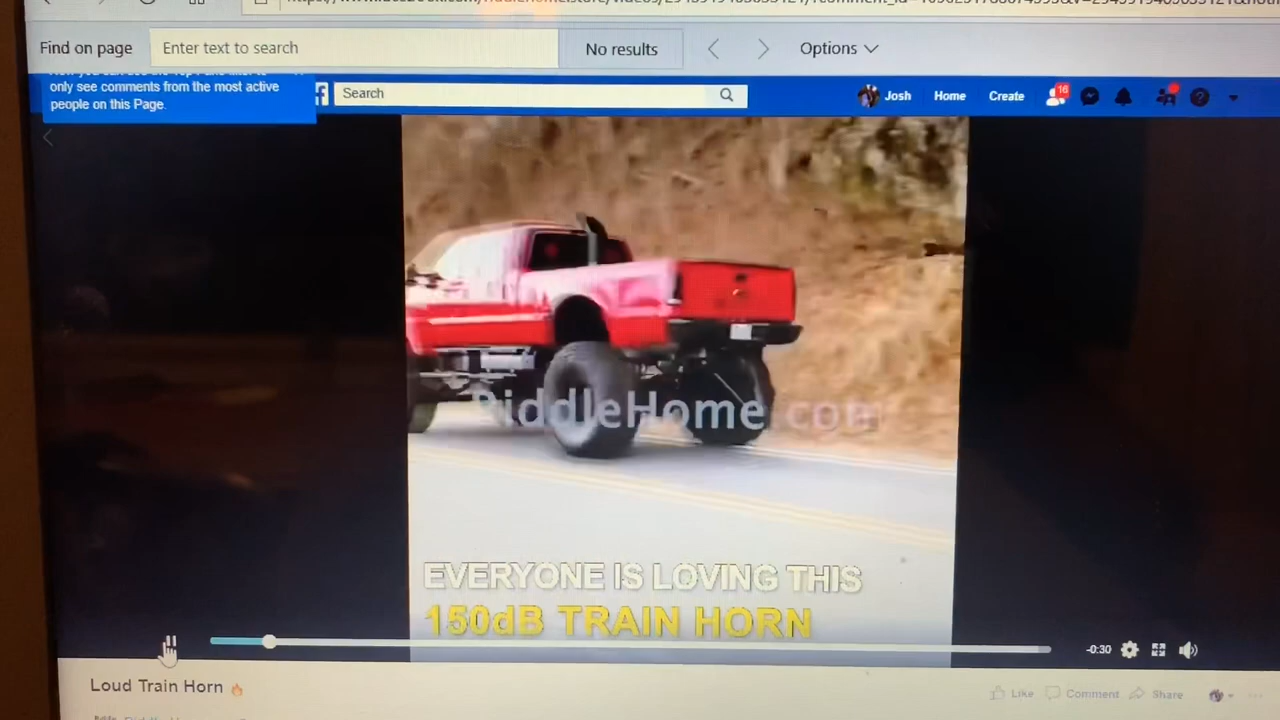 Find on page
Enter text to search
No results
Options
only see comments from the most active
people on this Page.
Search
Josh
Home
Create
16
RiddleHome.com
EVERYONE IS LOVING THIS
150dB TRAIN HORN
-0:30
Loud Train Horn
Like
Comment
Share